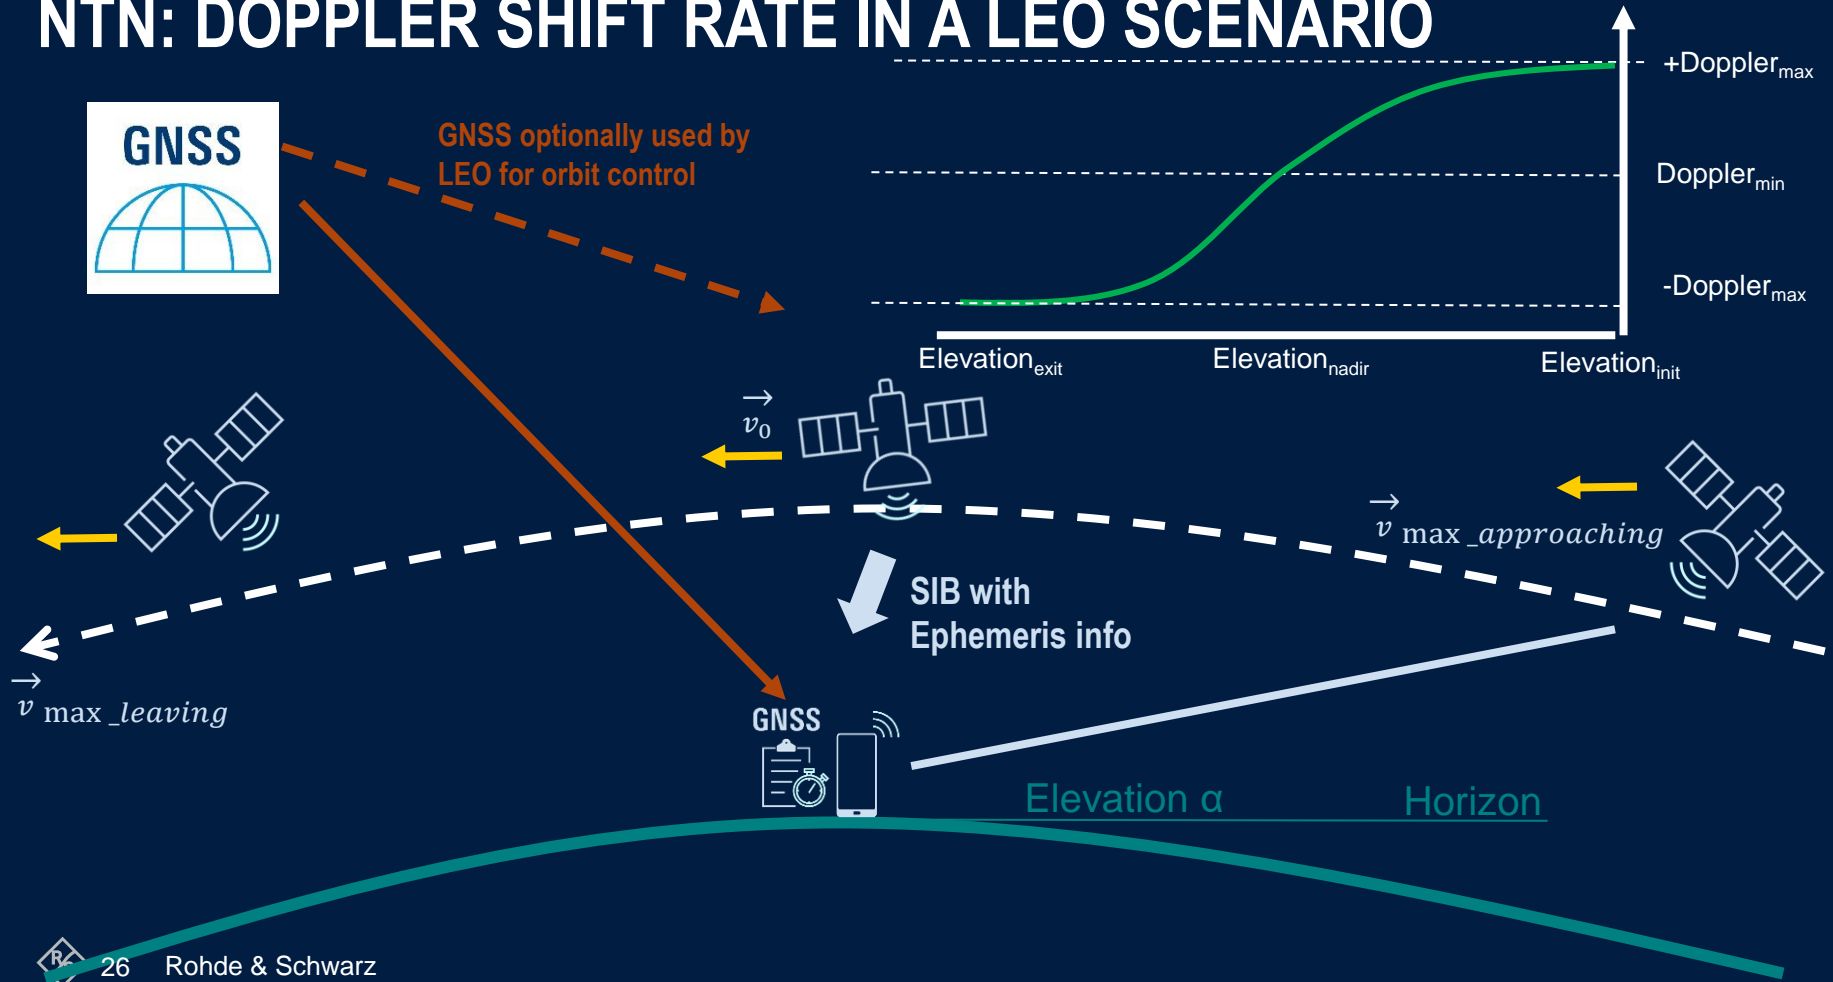 NTN: DOPPLER SHIFT RATE IN A LEO SCENARIO
+Dopplermax
GNSS
GNSS optionally used by
LEO for orbit control
Dopplermin
-Dopplermax
Elevationexit
Elevationnadir
Elevationinit
v0
v max _approaching
SIB with
Ephemeris info
v max _leaving
GNSS
Elevation α
Horizon
R&S
26
Rohde & Schwarz